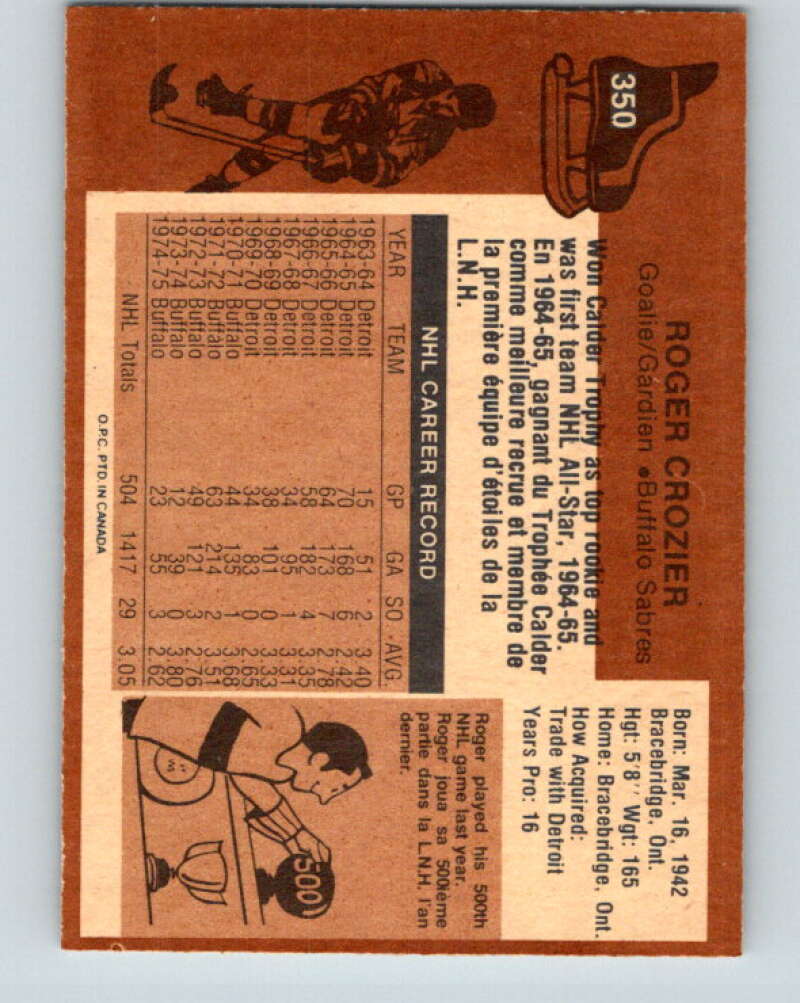 350
ROGER CROZIER
Goalie/Gardien • Buffalo Sabres
Won Calder Trophy as top rookie and
was first team NHL All-Star, 1964-65.
En 1964-65, gagnant du Trophée Calder
comme meilleure recrue et membre de
la première équipe d'étoiles de la
L.N.H.
Born: Mar. 16, 1942
Bracebridge, Ont.
Hgt: 5'8'' Wgt: 165
Home: Bracebridge, Ont.
How Acquired:
Trade with Detroit
Years Pro: 16
NHL CAREER RECORD
YEAR TEAM GP GA SO AVG.
1963-64 Detroit 15 51 2 3.40
1964-65 Detroit 70 168 6 2.42
1965-66 Detroit 64 173 7 2.78
1966-67 Detroit 58 182 4 3.35
1967-68 Detroit 34 95 1 3.31
1968-69 Detroit 38 101 0 3.33
1969-70 Detroit 34 83 0 2.65
1970-71 Buffalo 44 135 1 3.68
1971-72 Buffalo 63 214 2 3.51
1972-73 Buffalo 49 121 3 2.76
1973-74 Buffalo 12 39 0 3.80
1974-75 Buffalo 23 55 3 2.62
NHL Totals 504 1417 29 3.05
O.P.C. PTD. IN CANADA
Roger played his 500th
NHL game last year.
Roger joua sa 500ième
partie dans la L.N.H. l'an
dernier.
500